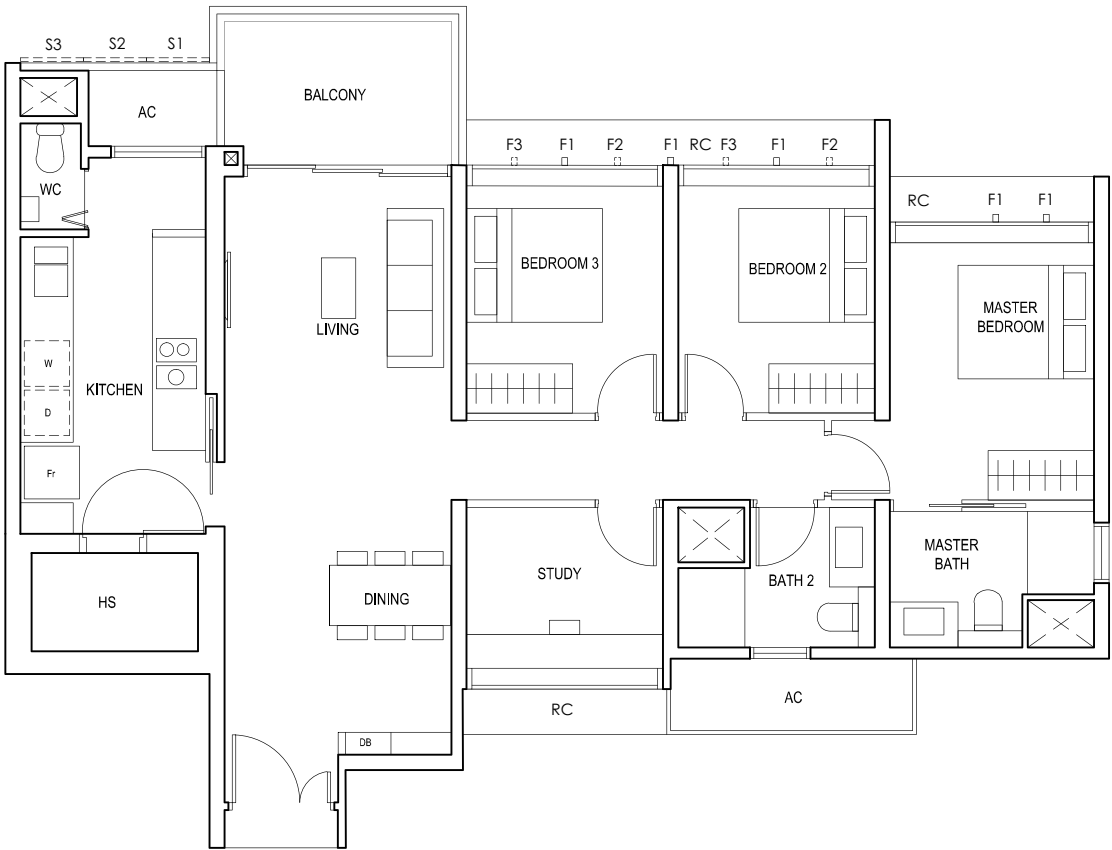 S3 S2 S1
BALCONY
AC
F3 F1 F2 F1 RC F3 F1 F2
WC
RC F1 F1
BEDROOM 3
BEDROOM 2
MASTER
BEDROOM
LIVING
W
KITCHEN
D
Fr
MASTER
BATH
STUDY
BATH 2
HS
DINING
AC
RC
DB